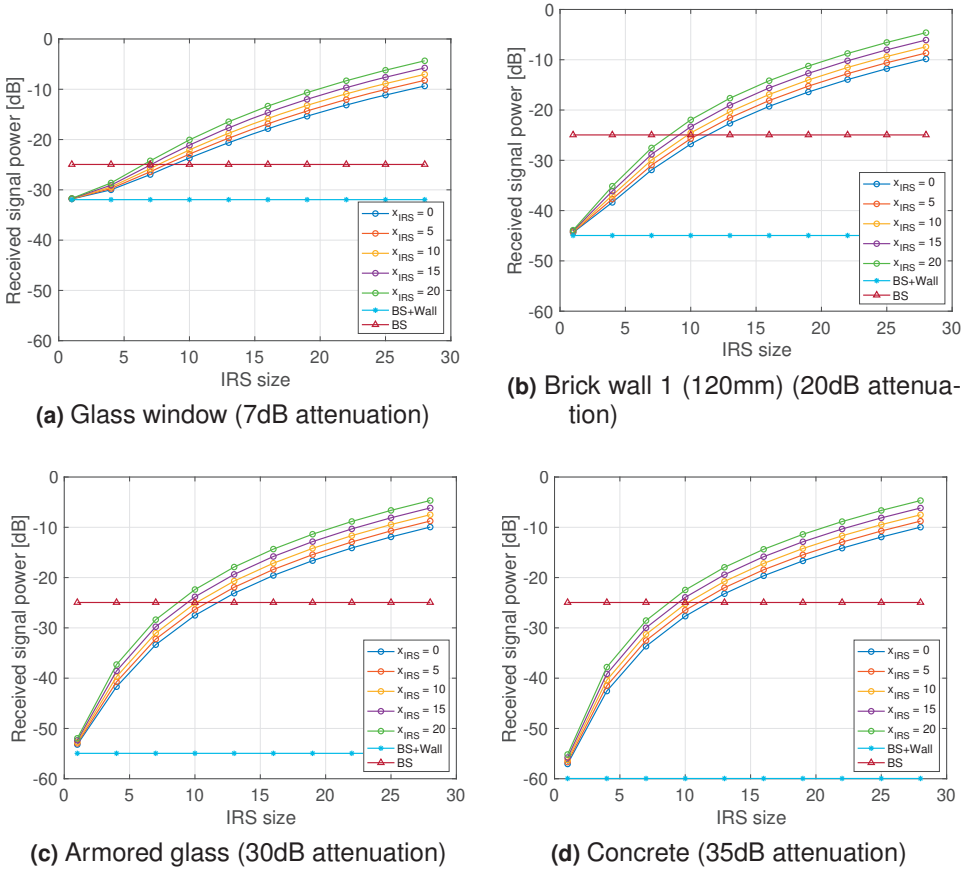 0
-10
-20
-30
-40
-50
-60
Received signal power [dB]
0 5 10 15 20 25 30
IRS size
x_IRS = 0
x_IRS = 5
x_IRS = 10
x_IRS = 15
x_IRS = 20
BS+Wall
BS
(a) Glass window (7dB attenuation)
0
-10
-20
-30
-40
-50
-60
Received signal power [dB]
0 5 10 15 20 25 30
IRS size
x_IRS = 0
x_IRS = 5
x_IRS = 10
x_IRS = 15
x_IRS = 20
BS+Wall
BS
(b) Brick wall 1 (120mm) (20dB attenua-
tion)
0
-10
-20
-30
-40
-50
-60
Received signal power [dB]
0 5 10 15 20 25 30
IRS size
x_IRS = 0
x_IRS = 5
x_IRS = 10
x_IRS = 15
x_IRS = 20
BS+Wall
BS
(c) Armored glass (30dB attenuation)
0
-10
-20
-30
-40
-50
-60
Received signal power [dB]
0 5 10 15 20 25 30
IRS size
x_IRS = 0
x_IRS = 5
x_IRS = 10
x_IRS = 15
x_IRS = 20
BS+Wall
BS
(d) Concrete (35dB attenuation)